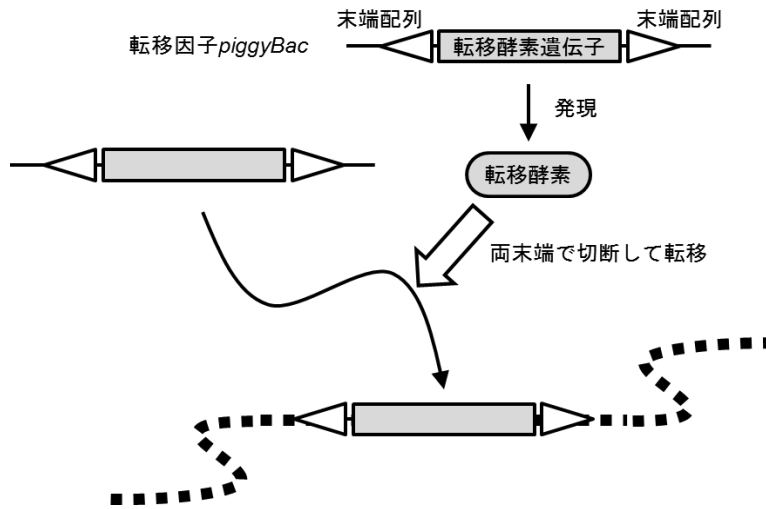 末端配列 末端配列
転移因子piggyBac
転移酵素遺伝子
発現
転移酵素
両末端で切断して転移